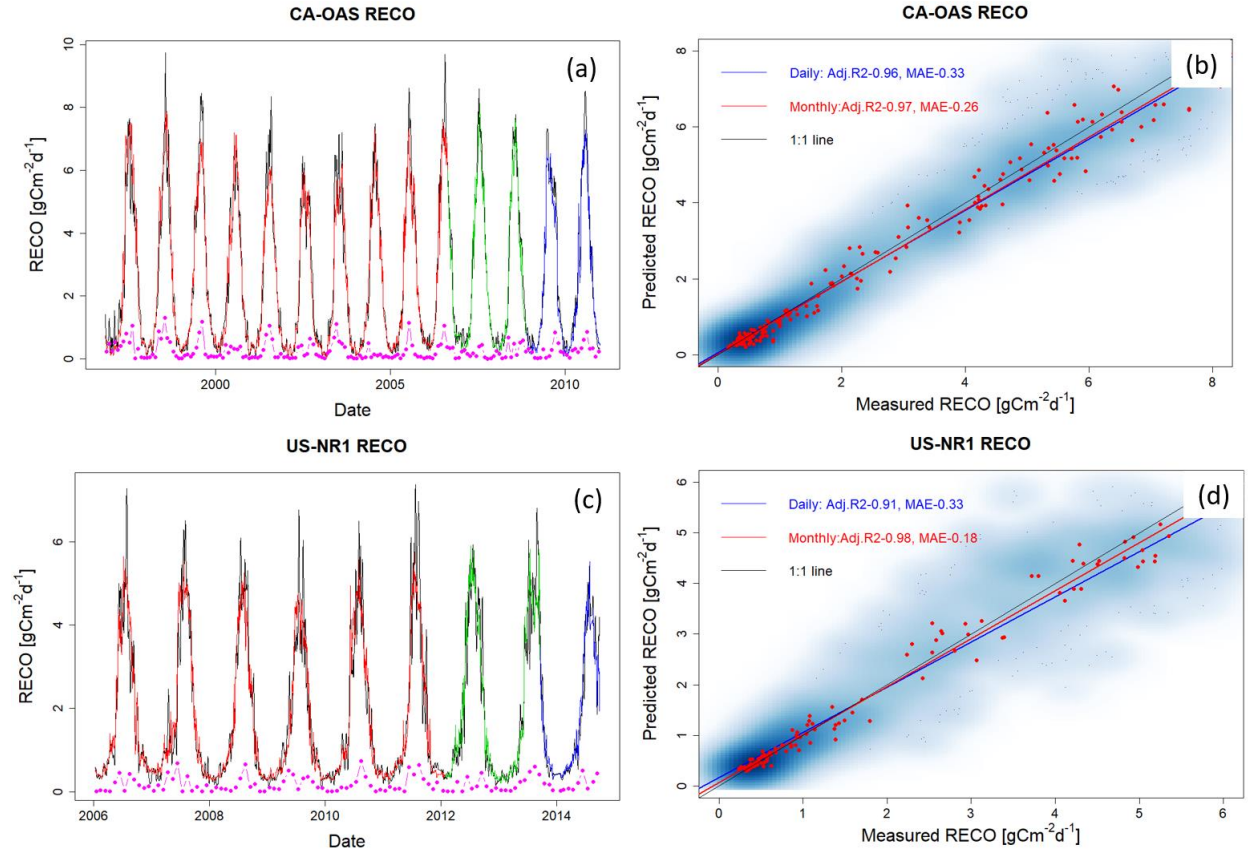 CA-OAS RECO
(a)
RECO [gCm⁻²d⁻¹]
10
8
6
4
2
0
2000
2005
2010
Date
CA-OAS RECO
(b)
Daily: Adj.R2-0.96, MAE-0.33
Monthly:Adj.R2-0.97, MAE-0.26
1:1 line
Predicted RECO [gCm⁻²d⁻¹]
8
6
4
2
0
0
2
4
6
8
Measured RECO [gCm⁻²d⁻¹]
US-NR1 RECO
(c)
RECO [gCm⁻²d⁻¹]
6
4
2
0
2006
2008
2010
2012
2014
Date
US-NR1 RECO
(d)
Daily: Adj.R2-0.91, MAE-0.33
Monthly:Adj.R2-0.98, MAE-0.18
1:1 line
Predicted RECO [gCm⁻²d⁻¹]
6
5
4
3
2
1
0
0
1
2
3
4
5
6
Measured RECO [gCm⁻²d⁻¹]